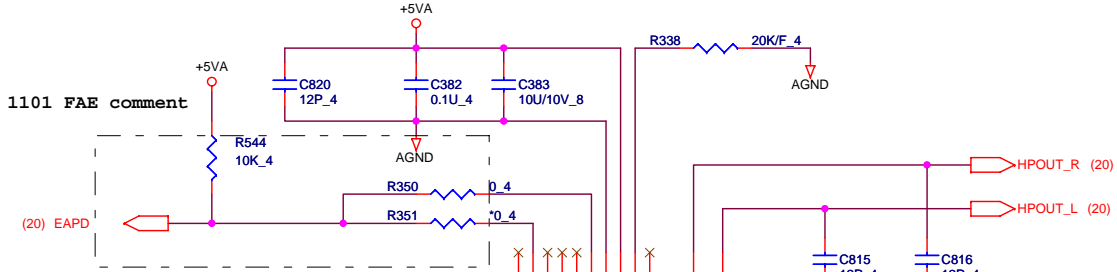 +5VA
R338 20K/F_4
+5VA
C820
12P_4
C382
0.1U_4
C383
10U/10V_8
AGND
1101 FAE comment
R544
10K_4
AGND
HPOUT_R (20)
R350 0_4
HPOUT_L (20)
R351 *0_4
(20) EAPD
C815
C816